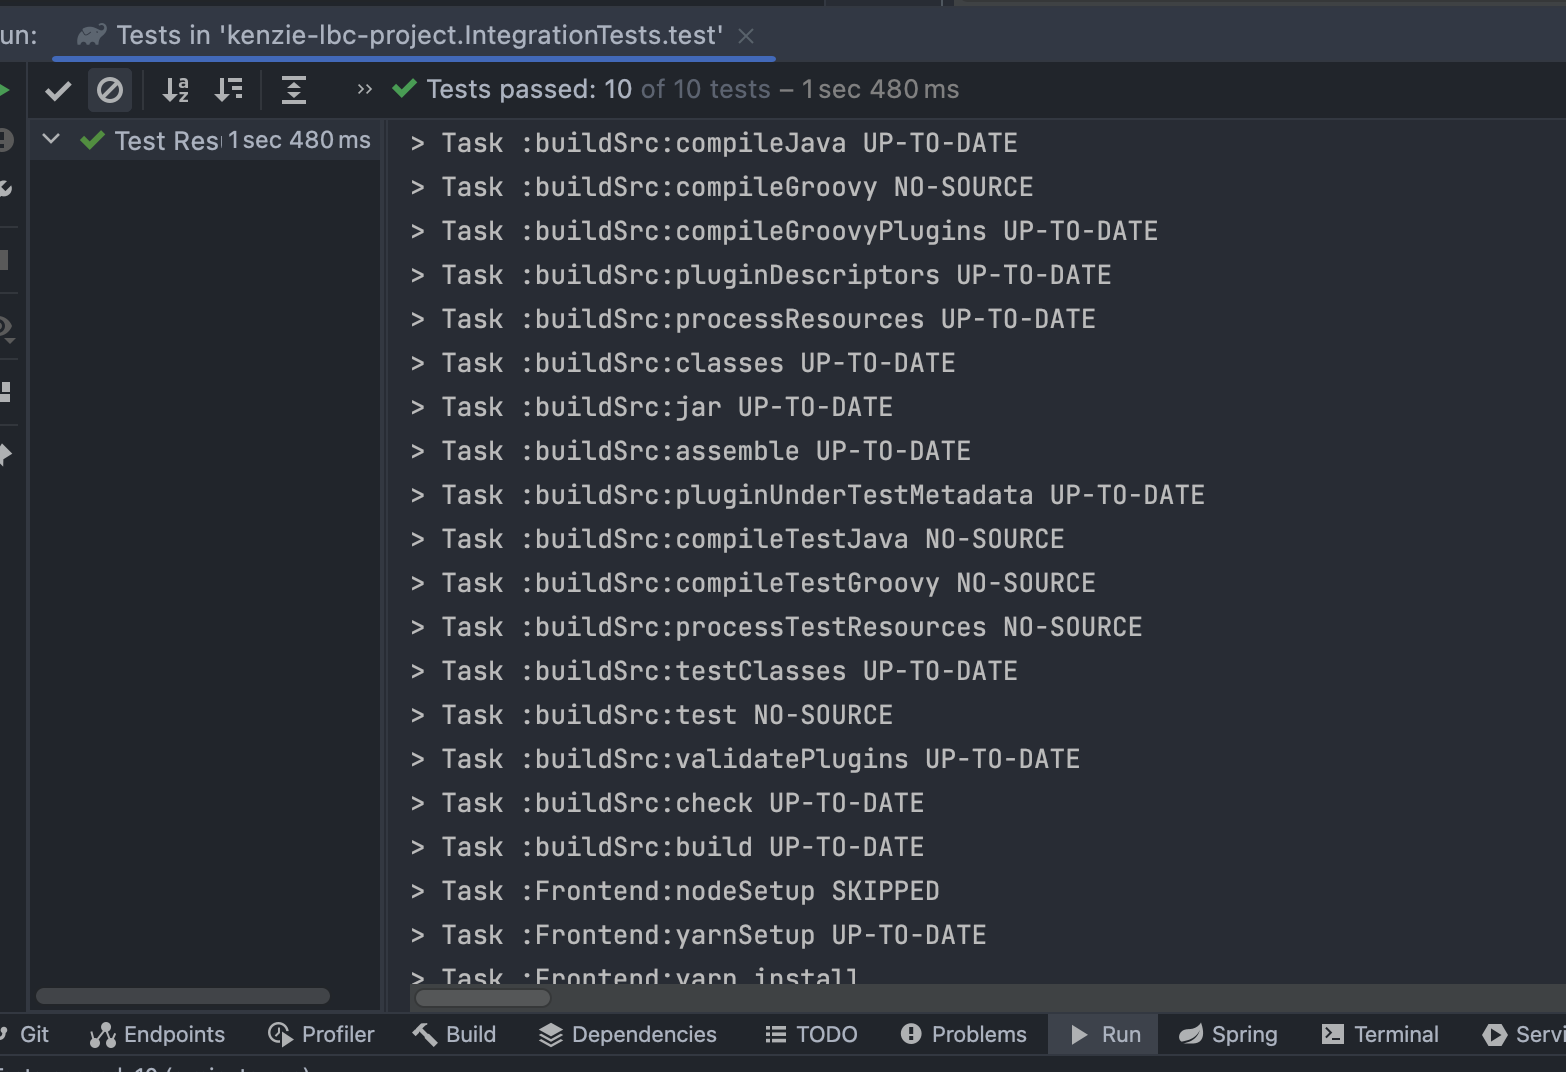 un:
Tests in 'kenzie-lbc-project.IntegrationTests.test'
Tests passed: 10 of 10 tests – 1 sec 480 ms
Test Res 1 sec 480 ms
> Task :buildSrc:compileJava UP-TO-DATE
> Task :buildSrc:compileGroovy NO-SOURCE
> Task :buildSrc:compileGroovyPlugins UP-TO-DATE
> Task :buildSrc:pluginDescriptors UP-TO-DATE
> Task :buildSrc:processResources UP-TO-DATE
> Task :buildSrc:classes UP-TO-DATE
> Task :buildSrc:jar UP-TO-DATE
> Task :buildSrc:assemble UP-TO-DATE
> Task :buildSrc:pluginUnderTestMetadata UP-TO-DATE
> Task :buildSrc:compileTestJava NO-SOURCE
> Task :buildSrc:compileTestGroovy NO-SOURCE
> Task :buildSrc:processTestResources NO-SOURCE
> Task :buildSrc:testClasses UP-TO-DATE
> Task :buildSrc:test NO-SOURCE
> Task :buildSrc:validatePlugins UP-TO-DATE
> Task :buildSrc:check UP-TO-DATE
> Task :buildSrc:build UP-TO-DATE
> Task :Frontend:nodeSetup SKIPPED
> Task :Frontend:yarnSetup UP-TO-DATE
> Task :Frontend:yarn_install
Git Endpoints Profiler Build Dependencies TODO Problems Run Spring Terminal Servi